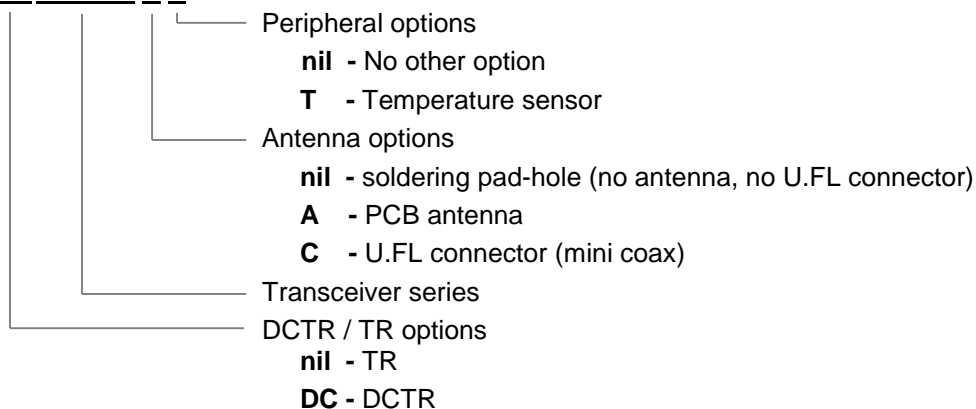 Peripheral options
nil - No other option
T - Temperature sensor
Antenna options
nil - soldering pad-hole (no antenna, no U.FL connector)
A - PCB antenna
C - U.FL connector (mini coax)
Transceiver series
DCTR / TR options
nil - TR
DC - DCTR